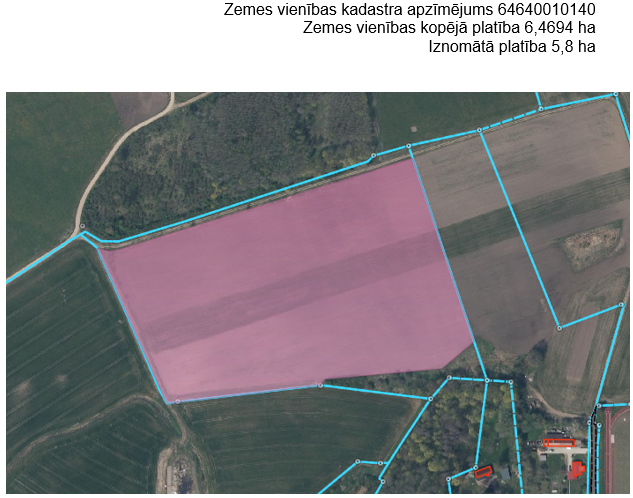 Zemes vienības kadastra apzīmējums 64640010140
Zemes vienības kopējā platība 6,4694 ha
Iznomātā platība 5,8 ha